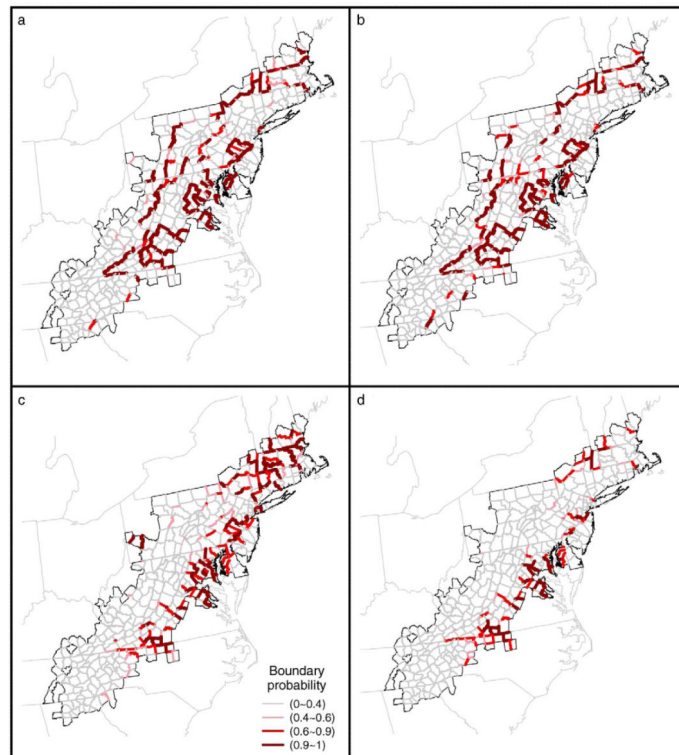 a
b
c
d
Boundary
probability
(0~0.4)
(0.4~0.6)
(0.6~0.9)
(0.9~1)